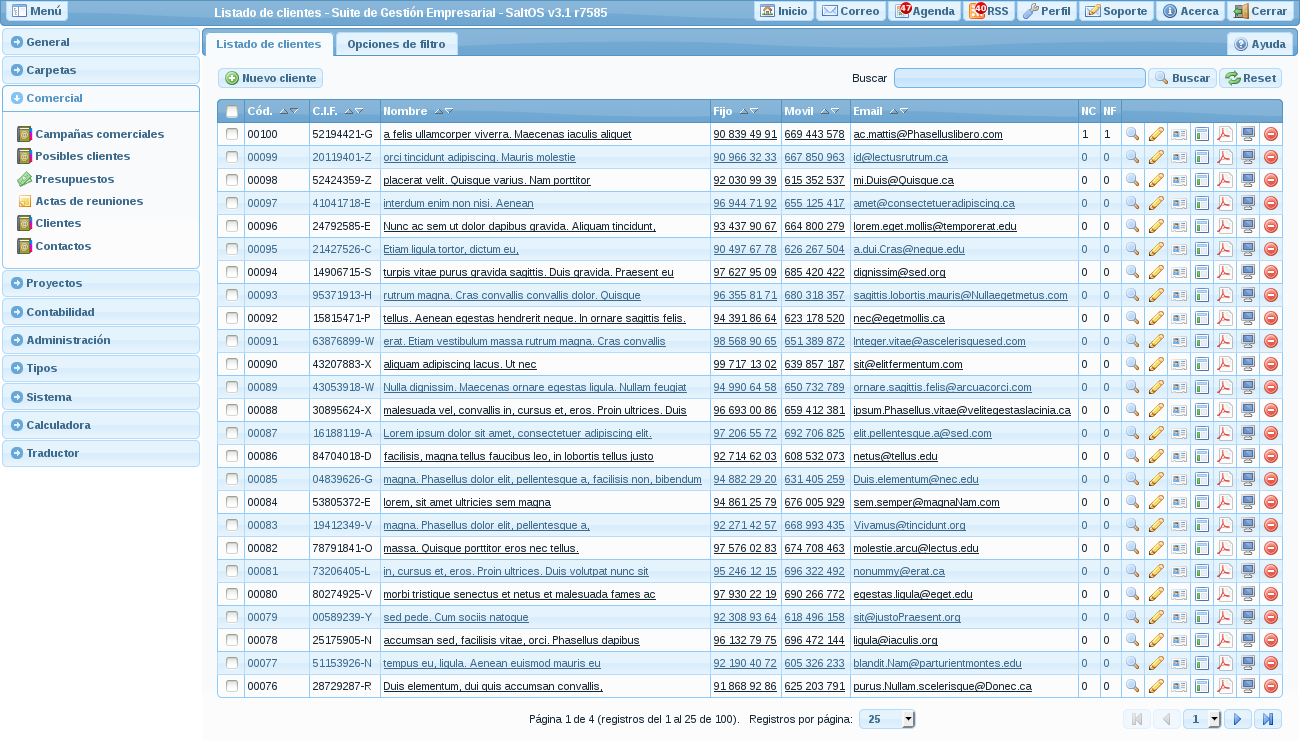 Menú Listado de clientes - Suite de Gestión Empresarial - SaltOS v3.1 r7585 Inicio Correo 47 Agenda 40 RSS Perfil Soporte Acerca Cerrar
General
Carpetas
Comercial
Campañas comerciales
Posibles clientes
Presupuestos
Actas de reuniones
Clientes
Contactos
Proyectos
Contabilidad
Administración
Tipos
Sistema
Calculadora
Traductor
Listado de clientes Opciones de filtro Ayuda
Nuevo cliente Buscar Buscar Reset
Cód. C.I.F. Nombre Fijo Movil Email NC NF
00100 52194421-G a felis ullamcorper viverra. Maecenas iaculis aliquet 90 839 49 91 669 443 578 ac.mattis@Phaselluslibero.com 1 1
00099 20119401-Z orci tincidunt adipiscing. Mauris molestie 90 966 32 33 667 850 963 id@lectusrutrum.ca 0 0
00098 52424359-Z placerat velit. Quisque varius. Nam porttitor 92 030 99 39 615 352 537 mi.Duis@Quisque.ca 0 0
00097 41041718-E interdum enim non nisi. Aenean 96 944 71 92 655 125 417 amet@consectetueradipiscing.ca 0 0
00096 24792585-E Nunc ac sem ut dolor dapibus gravida. Aliquam tincidunt, 93 437 90 67 664 800 279 lorem.eget.mollis@temporerat.edu 0 0
00095 21427526-C Etiam ligula tortor, dictum eu, 90 497 67 78 626 267 504 a.dui.Cras@neque.edu 0 0
00094 14906715-S turpis vitae purus gravida sagittis. Duis gravida. Praesent eu 97 627 95 09 685 420 422 dignissim@sed.org 0 0
00093 95371913-H rutrum magna. Cras convallis convallis dolor. Quisque 96 355 81 71 680 318 357 sagittis.lobortis.mauris@Nullaegetmetus.com 0 0
00092 15815471-P tellus. Aenean egestas hendrerit neque. In ornare sagittis felis. 94 391 86 64 623 178 520 nec@egetmollis.ca 0 0
00091 63876899-W erat. Etiam vestibulum massa rutrum magna. Cras convallis 98 568 90 65 651 389 872 Integer.vitae@ascelerisquesed.com 0 0
00090 43207883-X aliquam adipiscing lacus. Ut nec 99 717 13 02 639 857 187 sit@elitfermentum.com 0 0
00089 43053918-W Nulla dignissim. Maecenas ornare egestas ligula. Nullam feugiat 94 990 64 58 650 732 789 ornare.sagittis.felis@arcuacorci.com 0 0
00088 30895624-X malesuada vel, convallis in, cursus et, eros. Proin ultrices. Duis 96 693 00 86 659 412 381 ipsum.Phasellus.vitae@velitegestaslacinia.ca 0 0
00087 16188119-A Lorem ipsum dolor sit amet, consectetuer adipiscing elit. 97 206 55 72 692 706 825 elit.pellentesque.a@sed.com 0 0
00086 84704018-D facilisis, magna tellus faucibus leo, in lobortis tellus justo 92 714 62 03 608 532 073 netus@tellus.edu 0 0
00085 04839626-G magna. Phasellus dolor elit, pellentesque a, facilisis non, bibendum 94 882 29 20 631 405 259 Duis.elementum@nec.edu 0 0
00084 53805372-E lorem, sit amet ultricies sem magna 94 861 25 79 676 005 929 sem.semper@magnaNam.com 0 0
00083 19412349-V magna. Phasellus dolor elit, pellentesque a, 92 271 42 57 668 993 435 Vivamus@tincidunt.org 0 0
00082 78791841-O massa. Quisque porttitor eros nec tellus. 97 576 02 83 674 708 463 molestie.arcu@lectus.edu 0 0
00081 73206405-L in, cursus et, eros. Proin ultrices. Duis volutpat nunc sit 95 246 12 15 696 322 492 nonummy@erat.ca 0 0
00080 80274925-V morbi tristique senectus et netus et malesuada fames ac 97 930 22 19 690 266 772 egestas.ligula@eget.edu 0 0
00079 00589239-Y sed pede. Cum sociis natoque 92 308 93 64 618 496 158 sit@justoPraesent.org 0 0
00078 25175905-N accumsan sed, facilisis vitae, orci. Phasellus dapibus 96 132 79 75 696 472 144 ligula@iaculis.org 0 0
00077 51153926-N tempus eu, ligula. Aenean euismod mauris eu 92 190 40 72 605 326 233 blandit.Nam@parturientmontes.edu 0 0
00076 28729287-R Duis elementum, dui quis accumsan convallis, 91 868 92 86 625 203 791 purus.Nullam.scelerisque@Donec.ca 0 0
Página 1 de 4 (registros del 1 al 25 de 100). Registros por página: 25 1